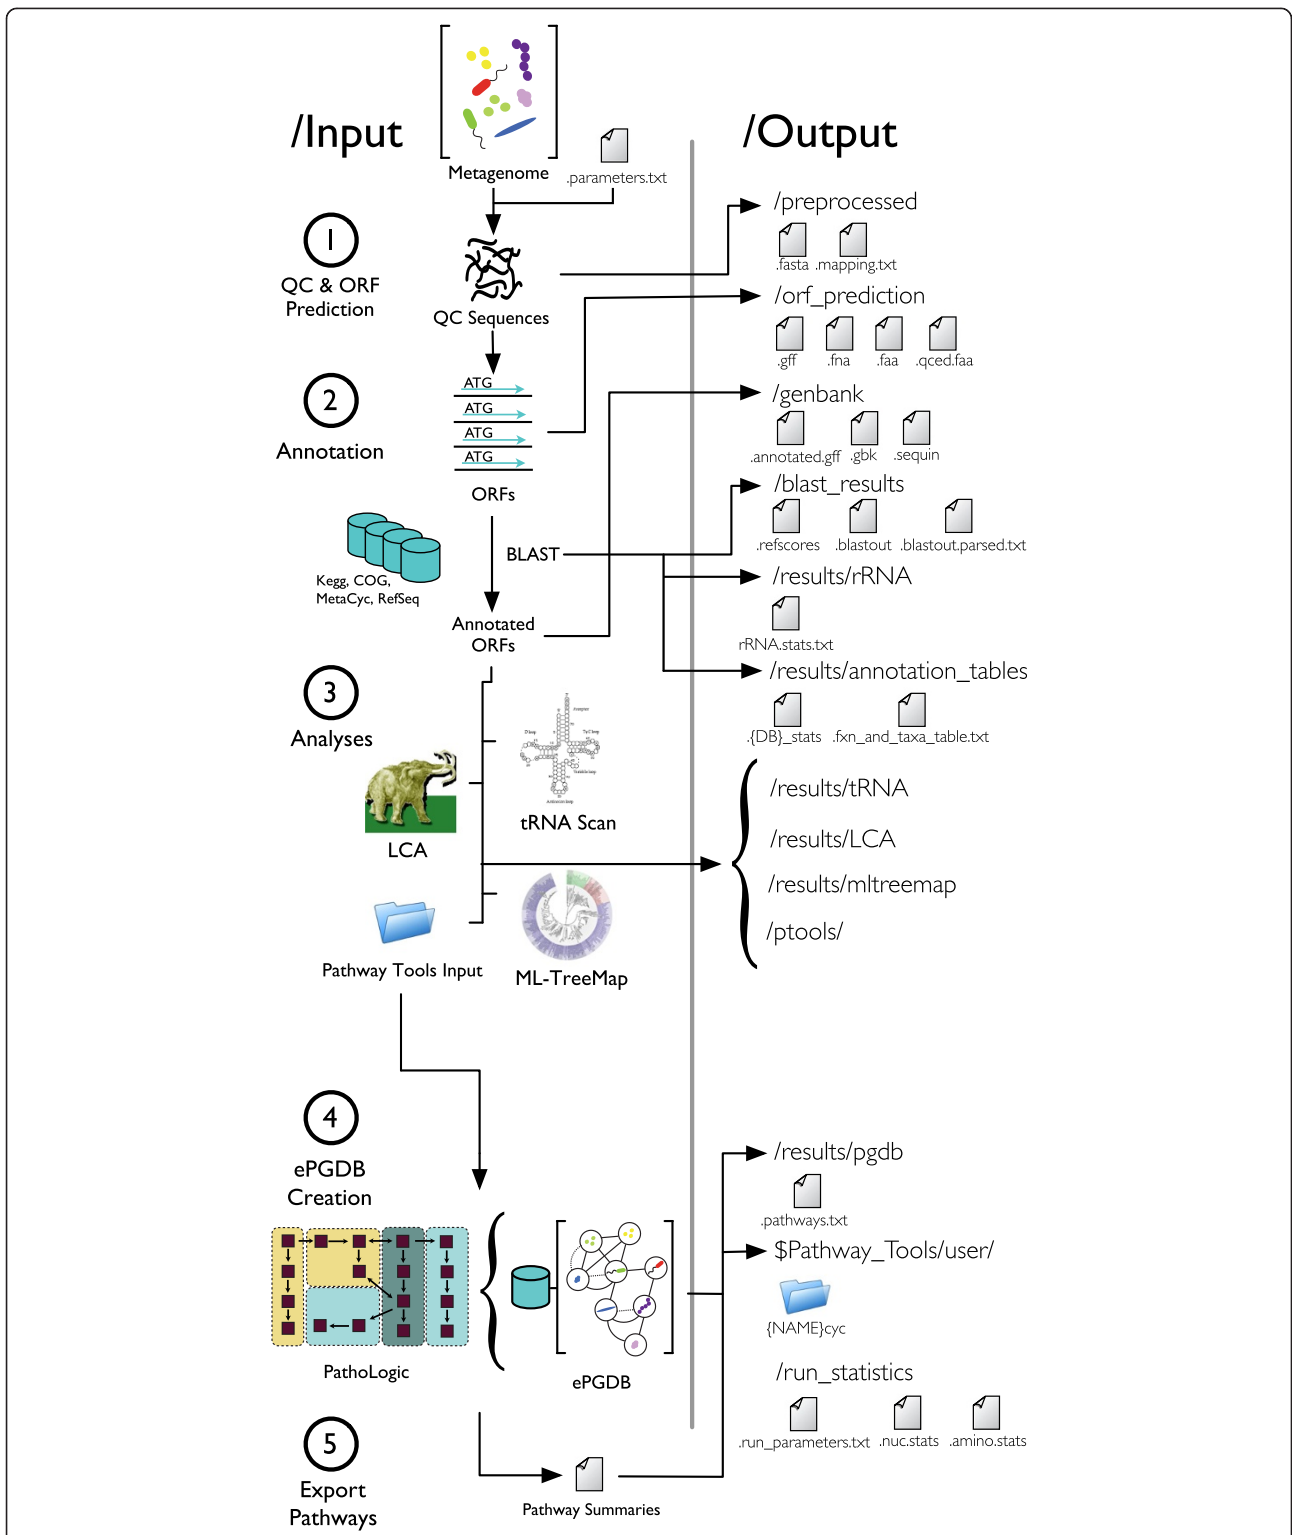 /Input
/Output
Metagenome
.parameters.txt
1
QC & ORF
Prediction
QC Sequences
/preprocessed
.fasta .mapping.txt
/orf_prediction
.gff .fna .faa .qced.faa
2
Annotation
ATG
ATG
ATG
ATG
ORFs
/genbank
.annotated.gff .gbk .sequin
Kegg, COG,
MetaCyc, RefSeq
BLAST
/blast_results
.refscores .blastout .blastout.parsed.txt
/results/rRNA
rRNA.stats.txt
Annotated
ORFs
/results/annotation_tables
.{DB}_stats .fxn_and_taxa_table.txt
3
Analyses
LCA
tRNA Scan
Pathway Tools Input
ML-TreeMap
/results/tRNA
/results/LCA
/results/mltreemap
/ptools/
4
ePGDB
Creation
PathoLogic
ePGDB
/results/pgdb
.pathways.txt
$Pathway_Tools/user/
{NAME}cyc
/run_statistics
.run_parameters.txt .nuc.stats .amino.stats
5
Export
Pathways
Pathway Summaries